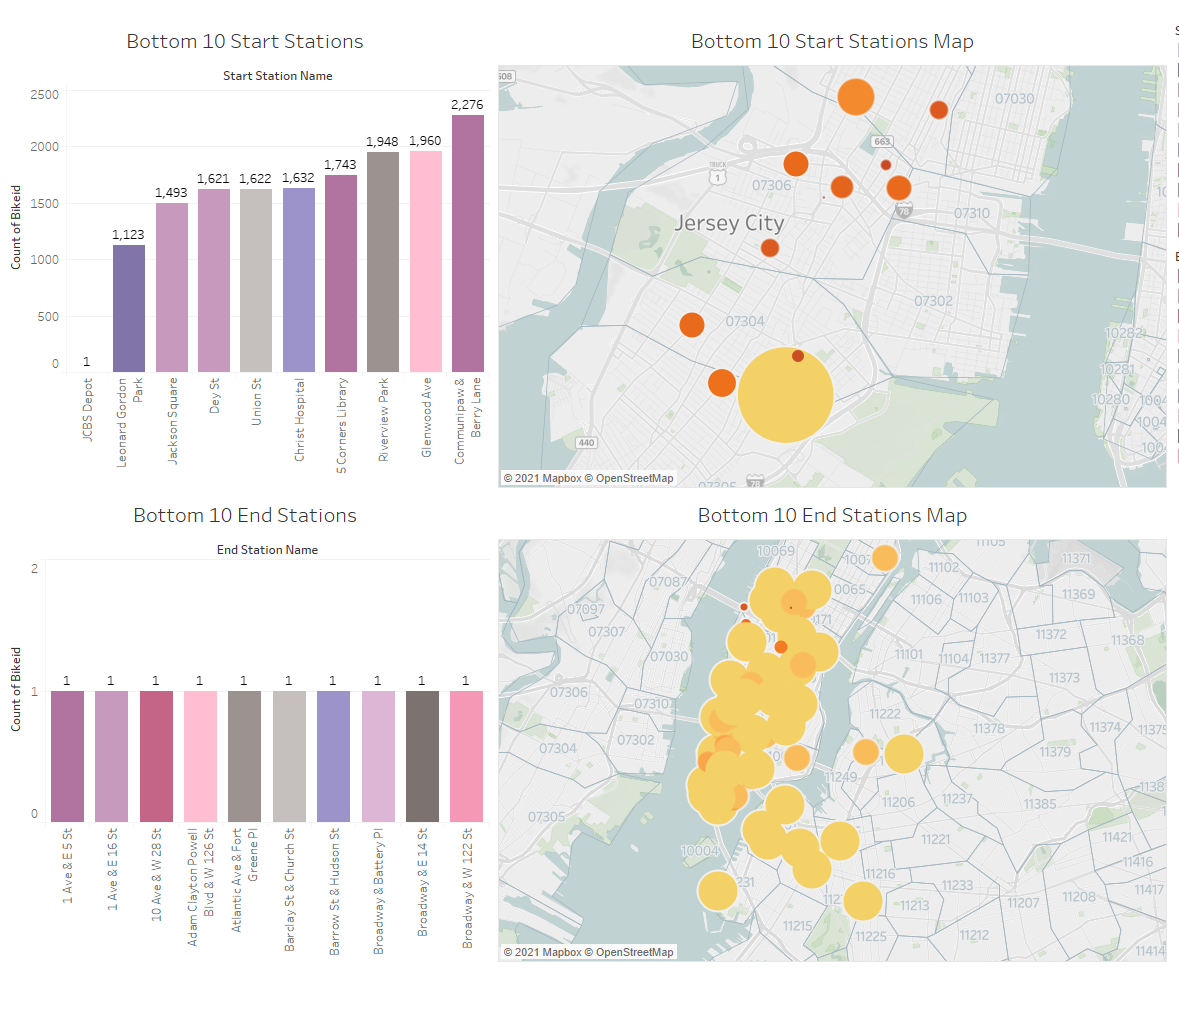 Bottom 10 Start Stations
Start Station Name
Count of Bikeid
2500
2000
1500
1000
500
0
1
1,123
1,493
1,621
1,622
1,632
1,743
1,948
1,960
2,276
JCBS Depot
Leonard Gordon
Park
Jackson Square
Dey St
Union St
Christ Hospital
5 Corners Library
Riverview Park
Glenwood Ave
Communipaw &
Berry Lane
Bottom 10 Start Stations Map
608
07030
663
TRUCK
1
07306
78
07310
Jersey City
07302
07304
10282
10281
10280
440
78
07305
© 2021 Mapbox © OpenStreetMap
Bottom 10 End Stations
End Station Name
Count of Bikeid
2
1
0
1
1
1
1
1
1
1
1
1
1
1 Ave & E 5 St
1 Ave & E 16 St
10 Ave & W 28 St
Adam Clayton Powell
Blvd & W 126 St
Atlantic Ave & Fort
Greene Pl
Barclay St & Church St
Barrow St & Hudson St
Broadway & Battery Pl
Broadway & E 14 St
Broadway & W 122 St
Bottom 10 End Stations Map
10069
11105
11371
11102
07087
11369
11106
11103
07097
07307
11372
11368
07030
11101
11104
11377
11373
07306
07310
11222
11378
11374
07302
07304
11379
11249
11206
11237
11385
07305
11421
11221
10004
11416
11216
11233
11417
11208
11207
11213
11215
11225
11212
11414
© 2021 Mapbox © OpenStreetMap